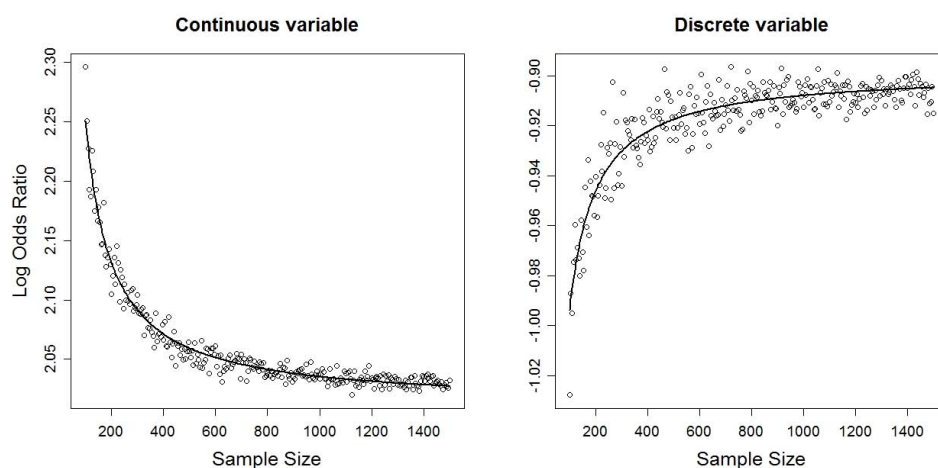 Continuous variable
Discrete variable
Log Odds Ratio
2.30
2.25
2.20
2.15
2.10
2.05
200 400 600 800 1000 1200 1400
Sample Size
-0.90
-0.92
-0.94
-0.96
-0.98
-1.00
-1.02
200 400 600 800 1000 1200 1400
Sample Size